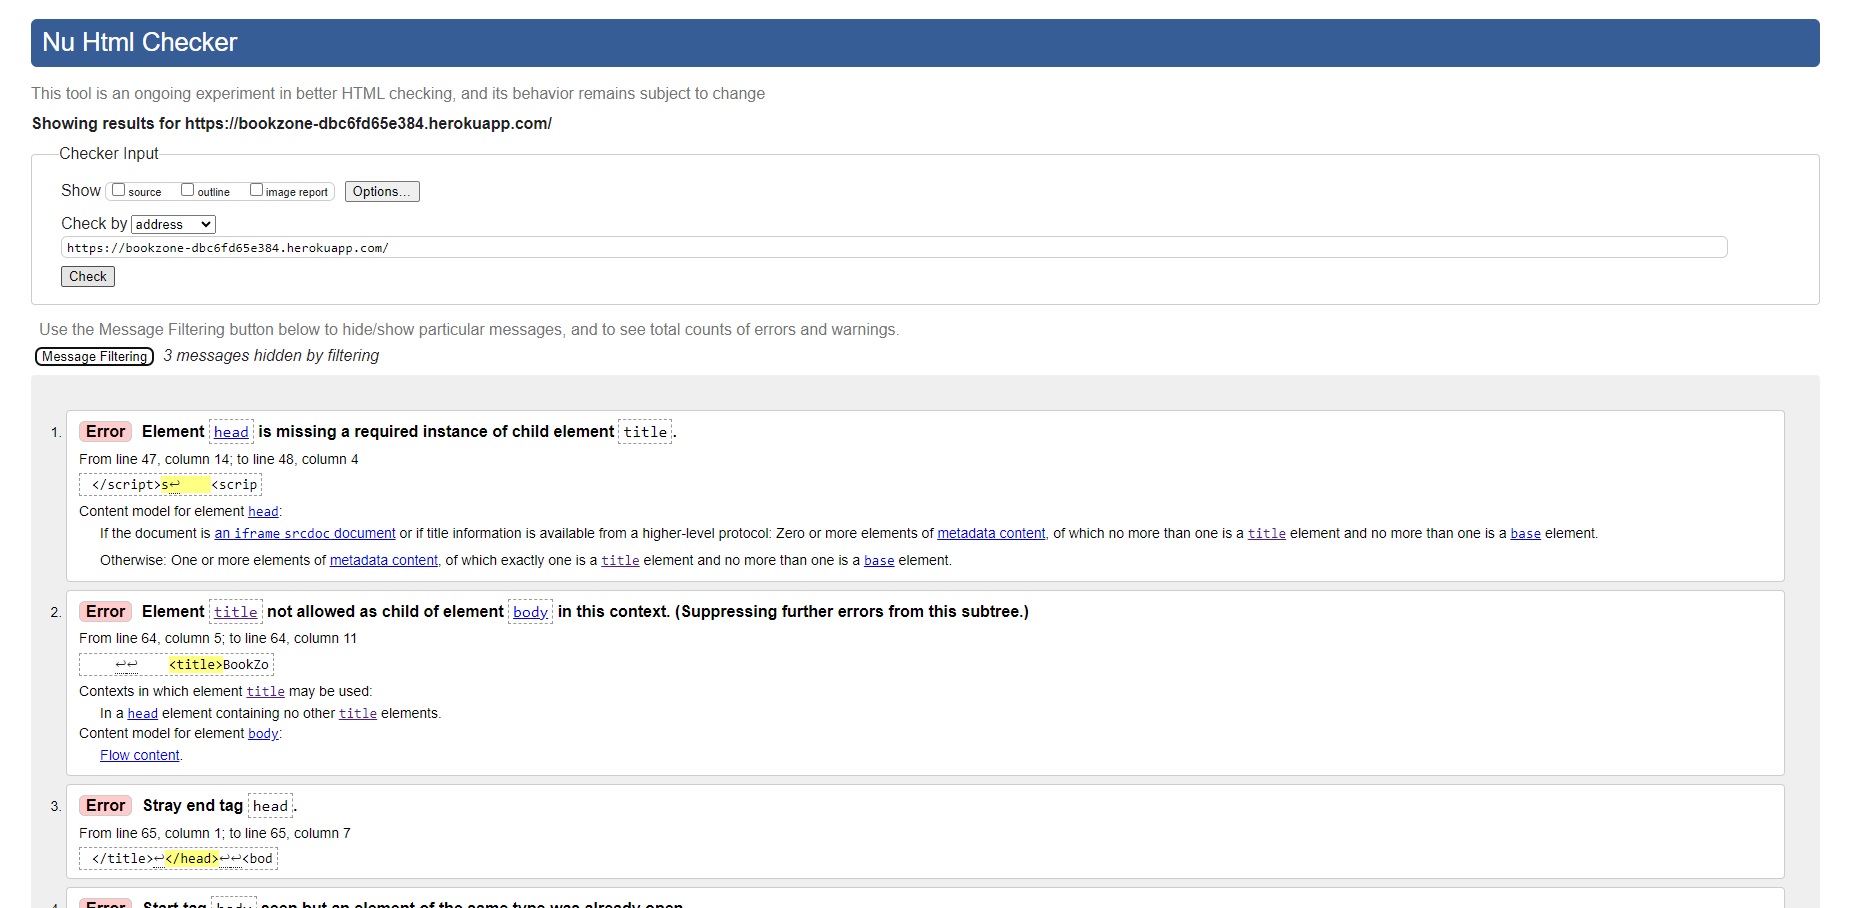 Nu Html Checker
This tool is an ongoing experiment in better HTML checking, and its behavior remains subject to change
Showing results for https://bookzone-dbc6fd65e384.herokuapp.com/
Checker Input
Show source outline image report Options...
Check by address
https://bookzone-dbc6fd65e384.herokuapp.com/
Check
Use the Message Filtering button below to hide/show particular messages, and to see total counts of errors and warnings.
Message Filtering 3 messages hidden by filtering
1. Error Element head is missing a required instance of child element title.
From line 47, column 14; to line 48, column 4
</script>s↩    <scrip
Content model for element head:
If the document is an iframe srcdoc document or if title information is available from a higher-level protocol: Zero or more elements of metadata content, of which no more than one is a title element and no more than one is a base element.
Otherwise: One or more elements of metadata content, of which exactly one is a title element and no more than one is a base element.
2. Error Element title not allowed as child of element body in this context. (Suppressing further errors from this subtree.)
From line 64, column 5; to line 64, column 11
↩↩    <title>BookZo
Contexts in which element title may be used:
In a head element containing no other title elements.
Content model for element body:
Flow content.
3. Error Stray end tag head.
From line 65, column 1; to line 65, column 7
</title>↩</head>↩↩<bod
4. Error Start tag body seen but an element of the same type was already open.